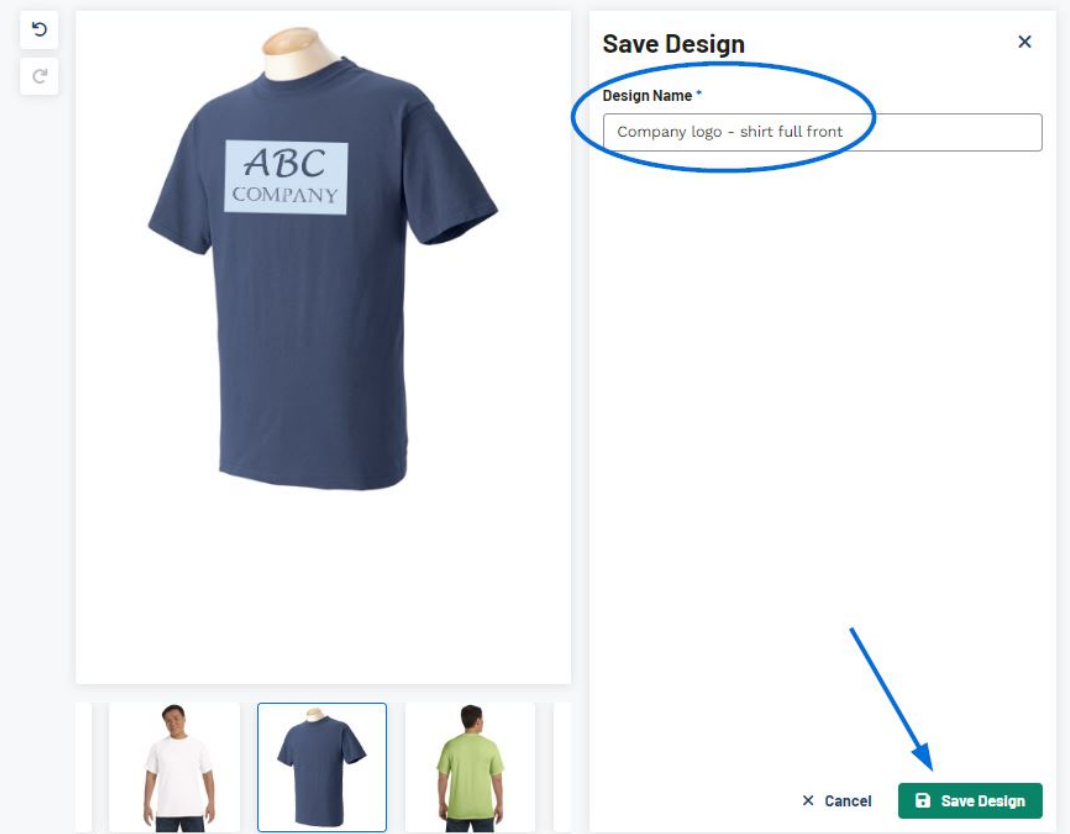 ABC
COMPANY
Save Design
Design Name *
Company logo - shirt full front
Cancel
Save Design